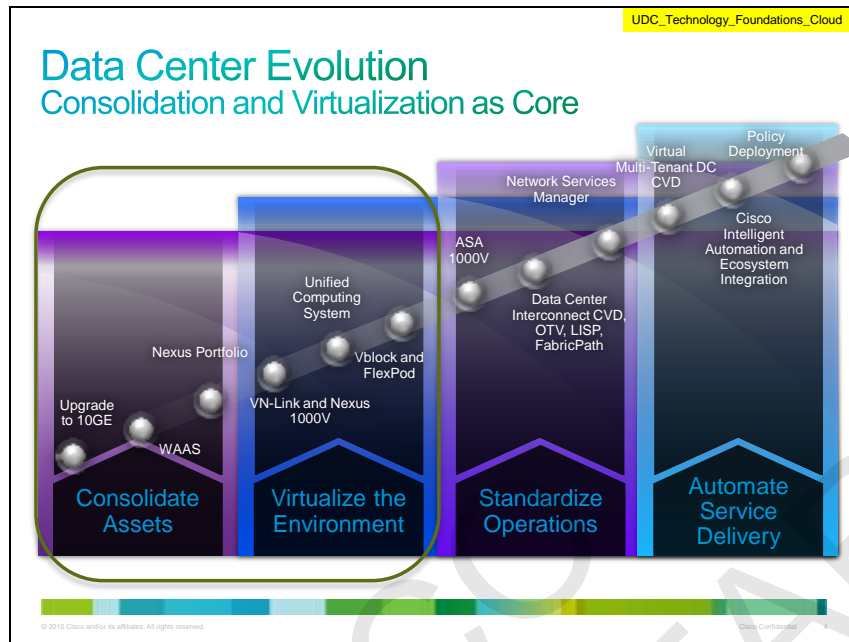 UDC_Technology_Foundations_Cloud
Data Center Evolution
Consolidation and Virtualization as Core
Upgrade
to 10GE
WAAS
Nexus Portfolio
VN-Link and Nexus
1000V
Unified
Computing
System
Vblock and
FlexPod
ASA
1000V
Data Center
Interconnect CVD,
OTV, LISP,
FabricPath
Network Services
Manager
Virtual
Multi-Tenant DC
CVD
Cisco
Intelligent
Automation and
Ecosystem
Integration
Policy
Deployment
Consolidate
Assets
Virtualize the
Environment
Standardize
Operations
Automate
Service
Delivery
© 2010 Cisco and/or its affiliates. All rights reserved.
Cisco Confidential
4